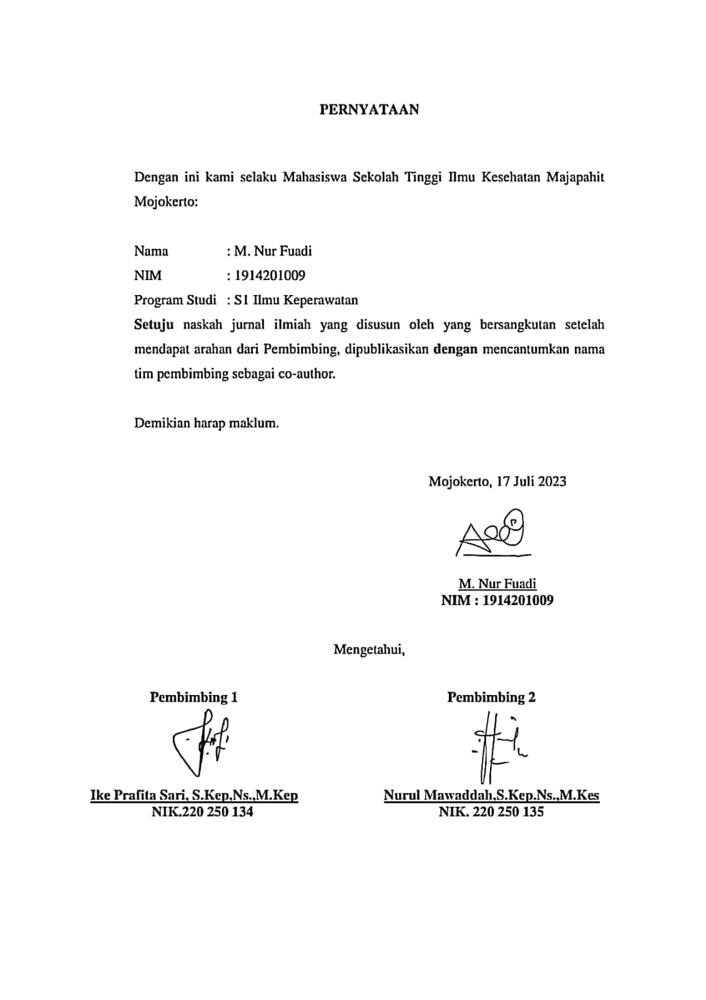 PERNYATAAN
Dengan ini kami selaku Mahasiswa Sekolah Tinggi Ilmu Kesehatan Majapahit
Mojokerto:
Nama : M. Nur Fuadi
NIM : 1914201009
Program Studi : S1 Ilmu Keperawatan
Setuju naskah jurnal ilmiah yang disusun oleh yang bersangkutan setelah
mendapat arahan dari Pembimbing, dipublikasikan dengan mencantumkan nama
tim pembimbing sebagai co-author.
Demikian harap maklum.
Mojokerto, 17 Juli 2023
M. Nur Fuadi
NIM : 1914201009
Mengetahui,
Pembimbing 1 Pembimbing 2
Ike Prafita Sari, S.Kep,Ns.,M.Kep Nurul Mawaddah,S.Kep.Ns.,M.Kes
NIK.220 250 134 NIK. 220 250 135